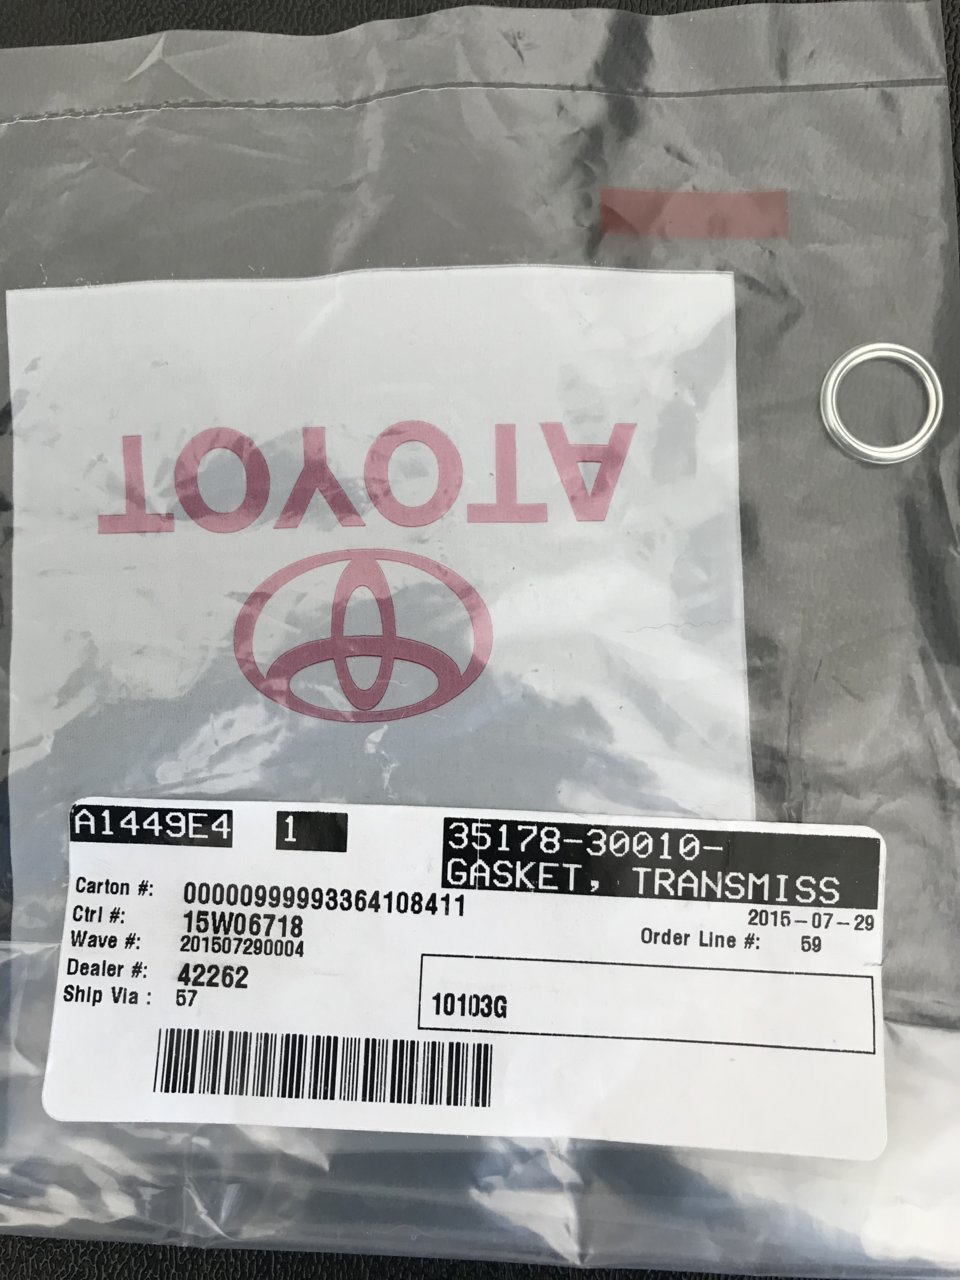 TOYOTA
A1449E4 1 35178-30010-
GASKET, TRANSMISS
Carton #: 00000999993364108411
2015-07-29
Ctrl #: 15W06718
Order Line #: 59
Wave #: 201507290004
Dealer #: 42262
Ship Via : 57
10103G